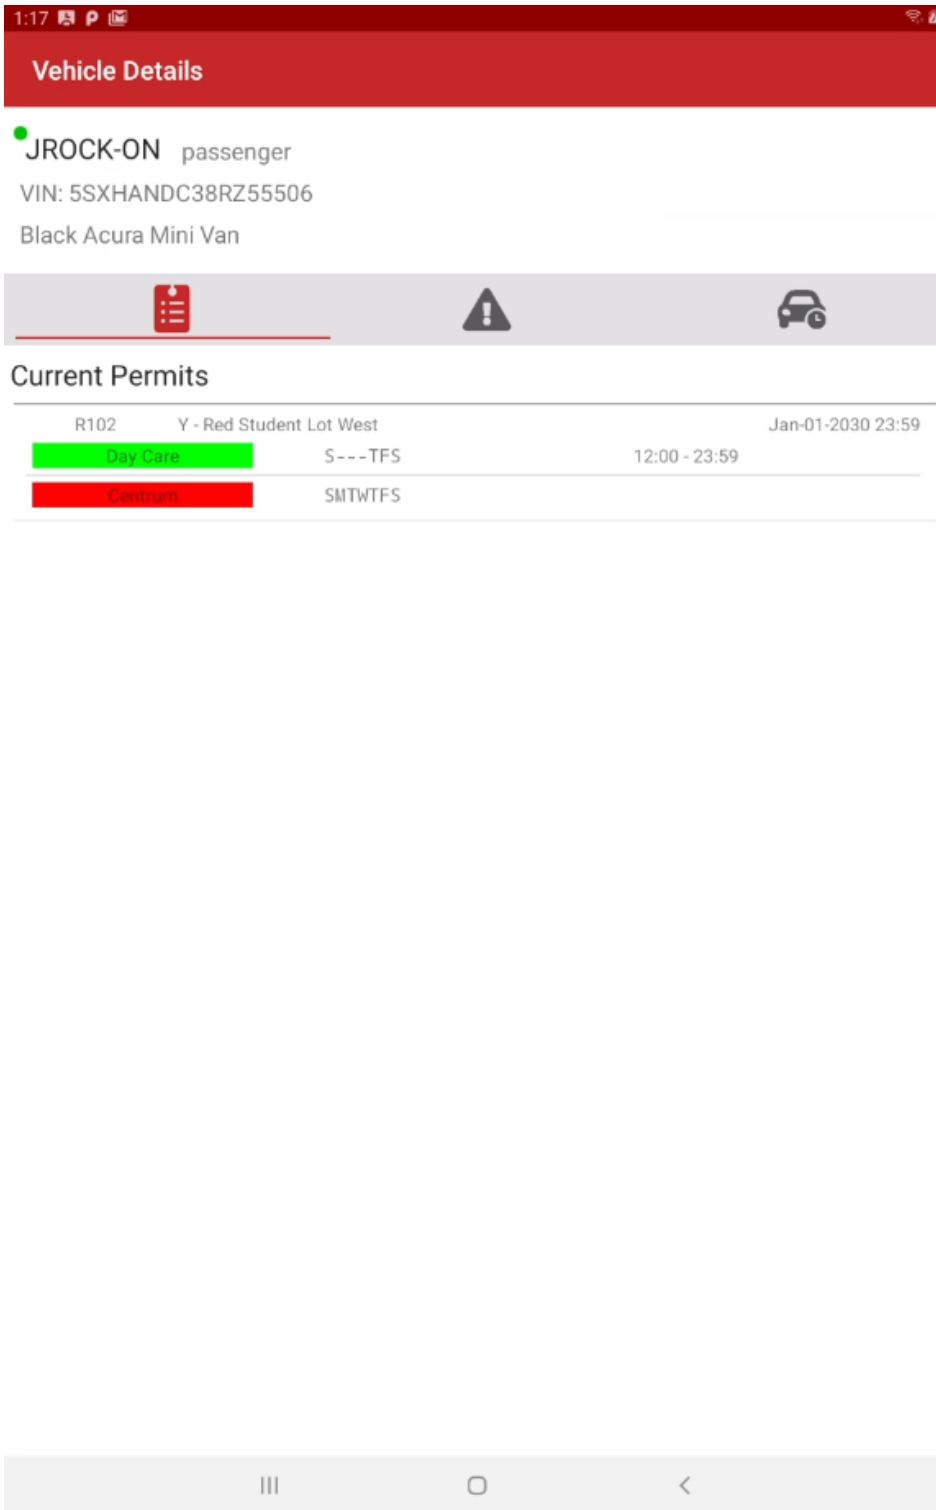 1:17
Vehicle Details
JROCK-ON passenger
VIN: 5SXHANDC38RZ55506
Black Acura Mini Van
Current Permits
R102 Y - Red Student Lot West Jan-01-2030 23:59
Day Care S---TFS 12:00 - 23:59
Centrum SMTWTFS